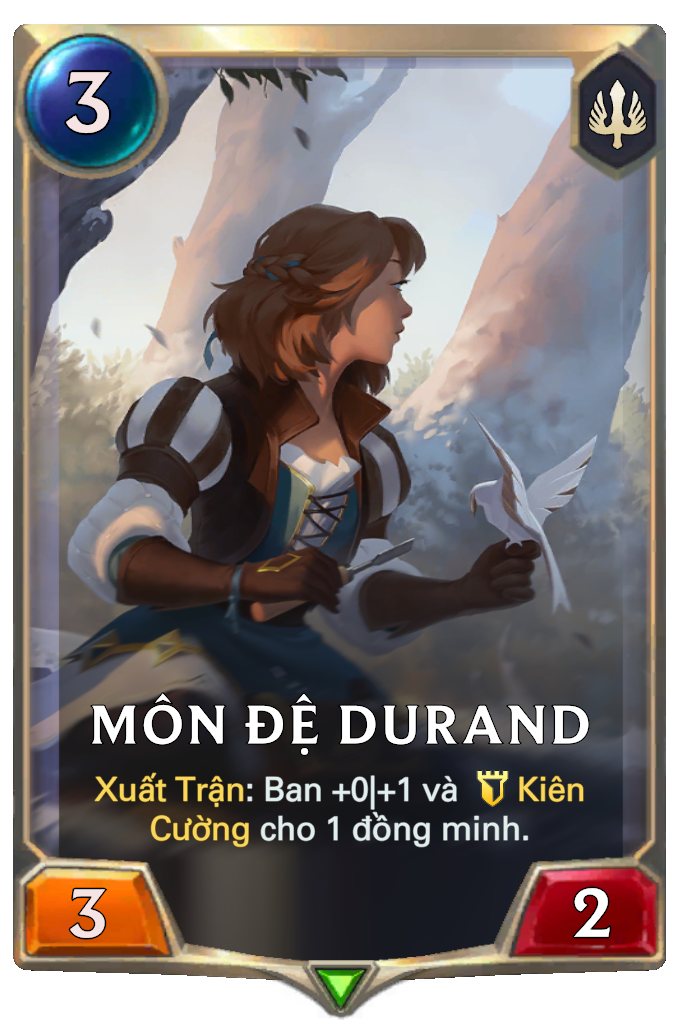 3
MÔN ĐỆ DURAND
Xuất Trận: Ban +0|+1 và Kiên
Cường cho 1 đồng minh.
3
2